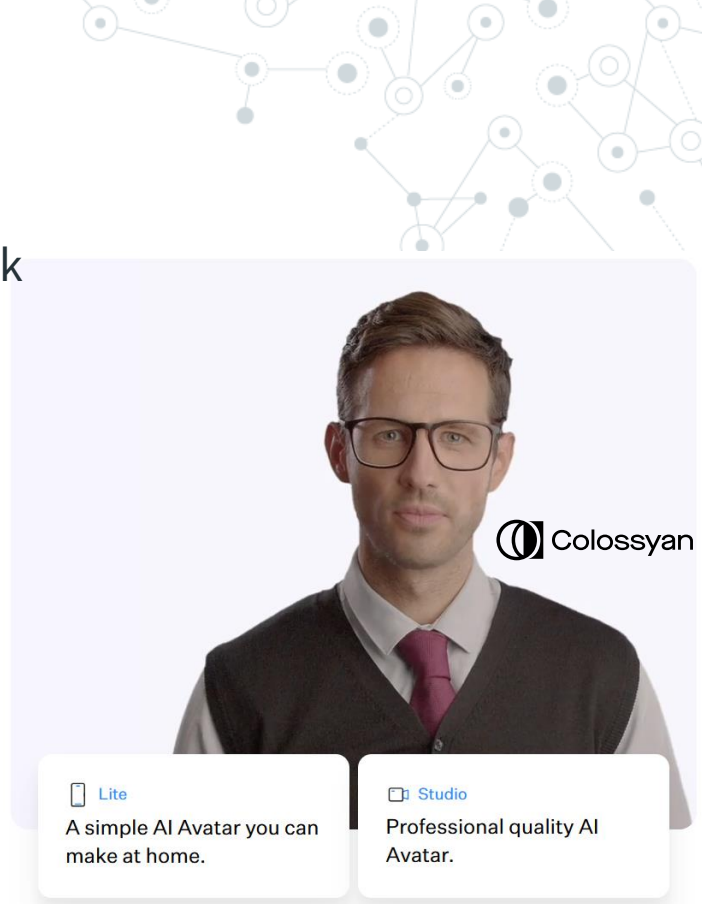 k
Colossyan
Lite
A simple AI Avatar you can
make at home.
Studio
Professional quality AI
Avatar.